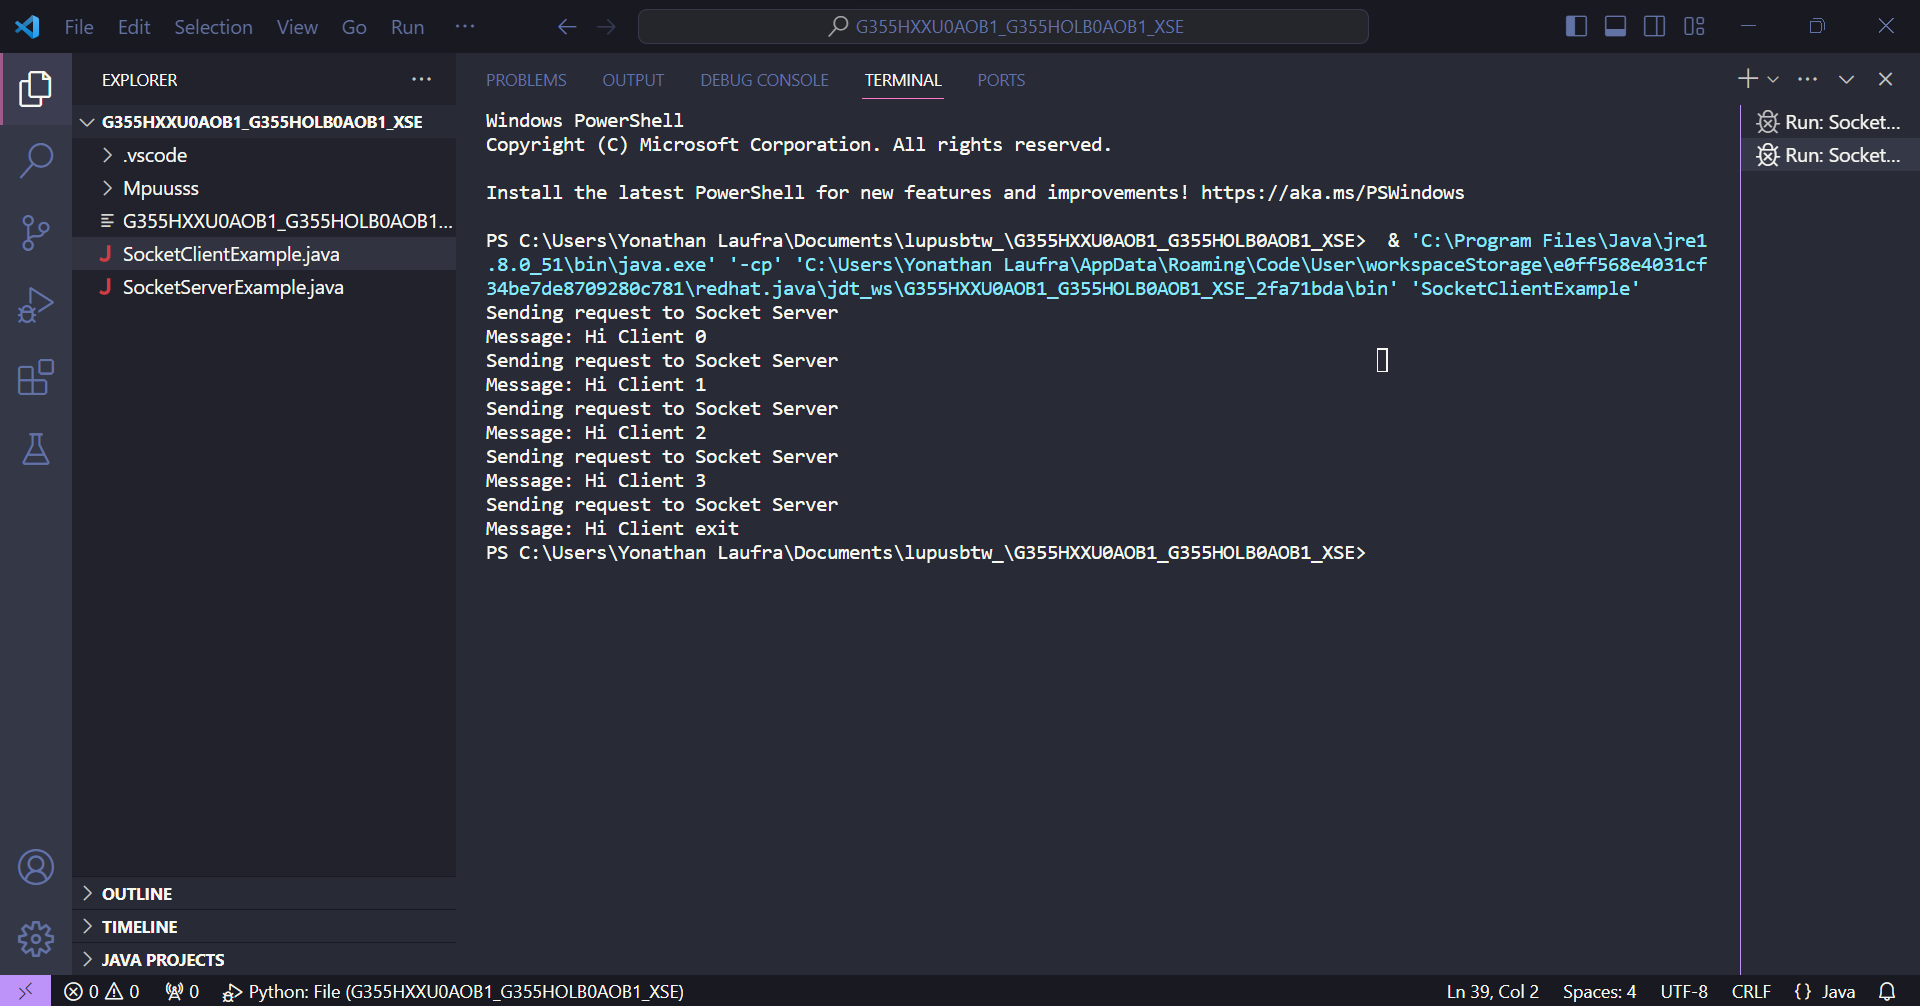 File Edit Selection View Go Run ...
G355HXXU0AOB1_G355HOLB0AOB1_XSE
EXPLORER
G355HXXU0AOB1_G355HOLB0AOB1_XSE
.vscode
Mpuusss
G355HXXU0AOB1_G355HOLB0AOB1...
SocketClientExample.java
SocketServerExample.java
OUTLINE
TIMELINE
JAVA PROJECTS
PROBLEMS OUTPUT DEBUG CONSOLE TERMINAL PORTS
Windows PowerShell
Copyright (C) Microsoft Corporation. All rights reserved.
Install the latest PowerShell for new features and improvements! https://aka.ms/PSWindows
PS C:\Users\Yonathan Laufra\Documents\lupusbtw_\G355HXXU0AOB1_G355HOLB0AOB1_XSE>  & 'C:\Program Files\Java\jre1
.8.0_51\bin\java.exe' '-cp' 'C:\Users\Yonathan Laufra\AppData\Roaming\Code\User\workspaceStorage\e0ff568e4031cf
34be7de8709280c781\redhat.java\jdt_ws\G355HXXU0AOB1_G355HOLB0AOB1_XSE_2fa71bda\bin' 'SocketClientExample'
Sending request to Socket Server
Message: Hi Client 0
Sending request to Socket Server
Message: Hi Client 1
Sending request to Socket Server
Message: Hi Client 2
Sending request to Socket Server
Message: Hi Client 3
Sending request to Socket Server
Message: Hi Client exit
PS C:\Users\Yonathan Laufra\Documents\lupusbtw_\G355HXXU0AOB1_G355HOLB0AOB1_XSE>
Run: Socket...
Run: Socket...
0 0 0 Python: File (G355HXXU0AOB1_G355HOLB0AOB1_XSE) Ln 39, Col 2 Spaces: 4 UTF-8 CRLF {} Java